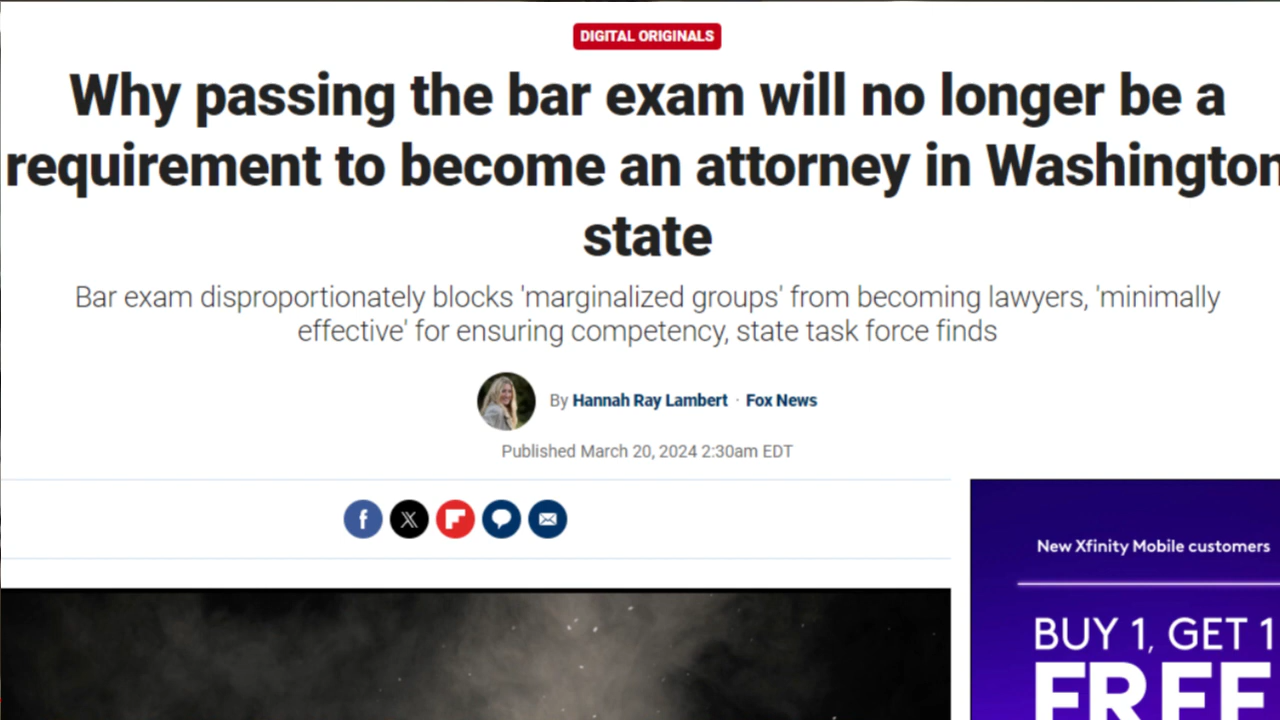 DIGITAL ORIGINALS
Why passing the bar exam will no longer be a
requirement to become an attorney in Washington
state
Bar exam disproportionately blocks 'marginalized groups' from becoming lawyers, 'minimally
effective' for ensuring competency, state task force finds
By Hannah Ray Lambert · Fox News
Published March 20, 2024 2:30am EDT
New Xfinity Mobile customers
BUY 1, GET 1
FREE